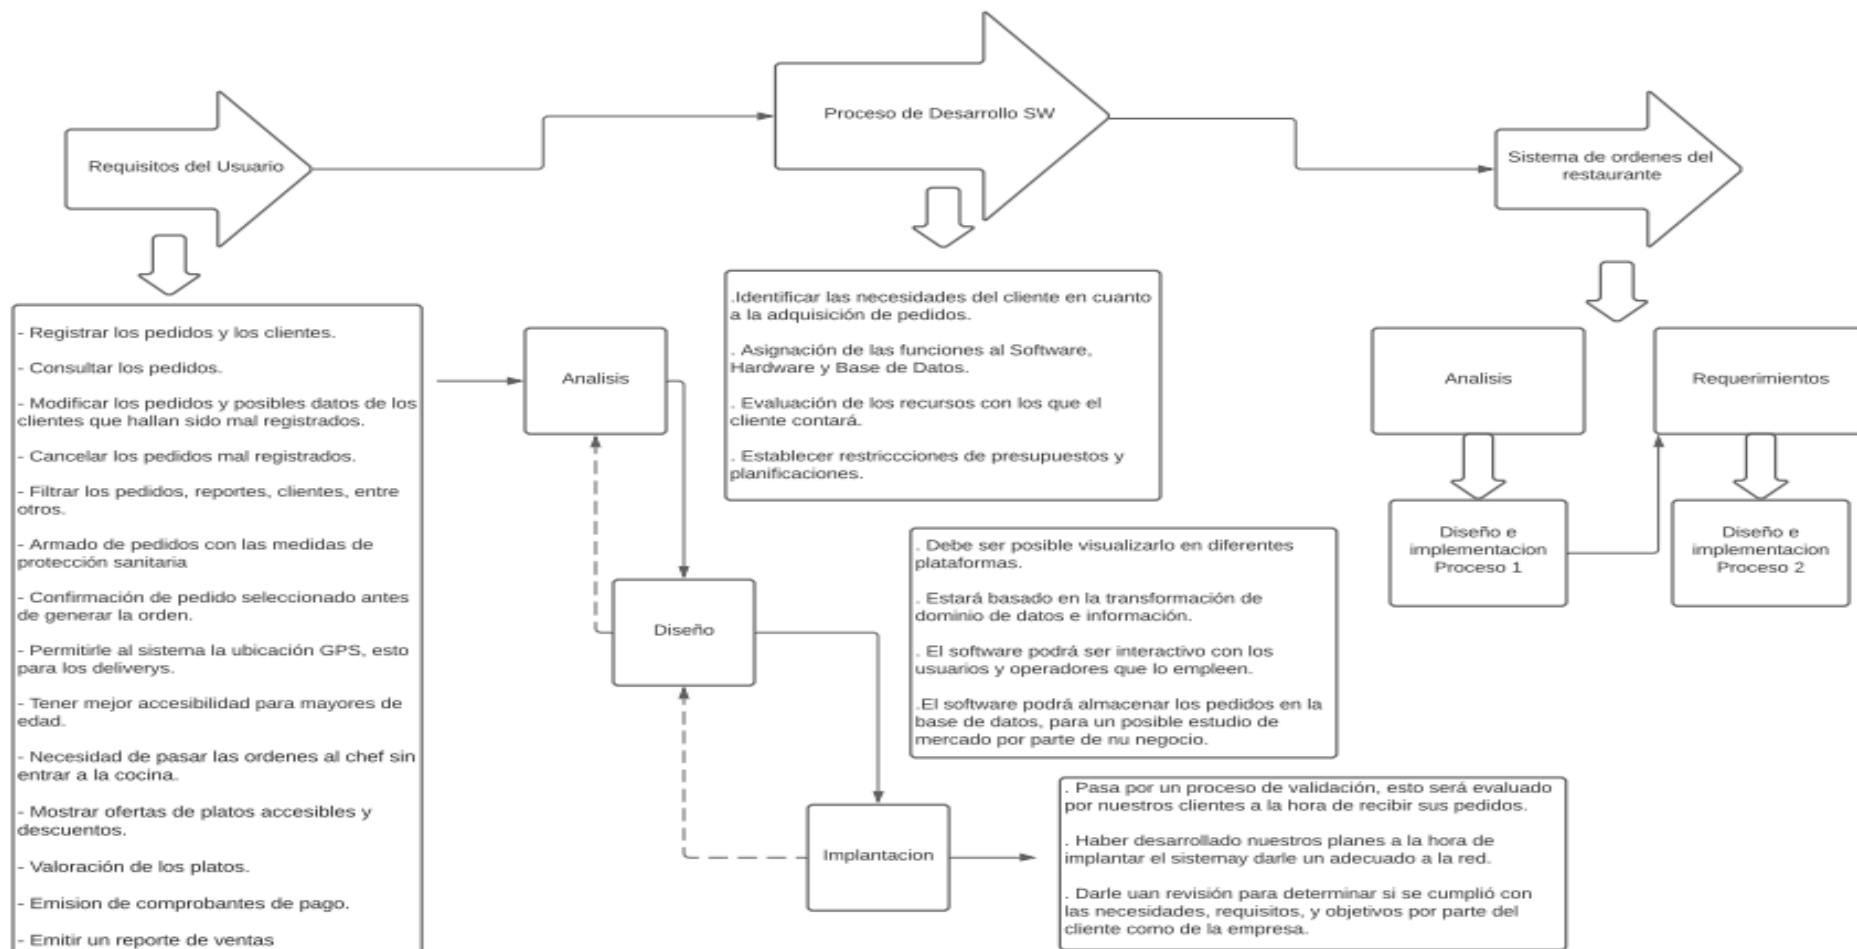 Requisitos del Usuario
Proceso de Desarrollo SW
Sistema de ordenes del
restaurante
- Registrar los pedidos y los clientes.
- Consultar los pedidos.
- Modificar los pedidos y posibles datos de los
clientes que hallan sido mal registrados.
- Cancelar los pedidos mal registrados.
- Filtrar los pedidos, reportes, clientes, entre
otros.
- Armado de pedidos con las medidas de
protección sanitaria
- Confirmación de pedido seleccionado antes
de generar la orden.
- Permitirle al sistema la ubicación GPS, esto
para los deliverys.
- Tener mejor accesibilidad para mayores de
edad.
- Necesidad de pasar las ordenes al chef sin
entrar a la cocina.
- Mostrar ofertas de platos accesibles y
descuentos.
- Valoración de los platos.
- Emision de comprobantes de pago.
- Emitir un reporte de ventas
Analisis
Diseño
Implantacion
.Identificar las necesidades del cliente en cuanto
a la adquisición de pedidos.
. Asignación de las funciones al Software,
Hardware y Base de Datos.
. Evaluación de los recursos con los que el
cliente contará.
. Establecer restriccciones de presupuestos y
planificaciones.
. Debe ser posible visualizarlo en diferentes
plataformas.
. Estará basado en la transformación de
dominio de datos e información.
. El software podrá ser interactivo con los
usuarios y operadores que lo empleen.
.El software podrá almacenar los pedidos en la
base de datos, para un posible estudio de
mercado por parte de nu negocio.
. Pasa por un proceso de validación, esto será evaluado
por nuestros clientes a la hora de recibir sus pedidos.
. Haber desarrollado nuestros planes a la hora de
implantar el sistemay darle un adecuado a la red.
. Darle uan revisión para determinar si se cumplió con
las necesidades, requisitos, y objetivos por parte del
cliente como de la empresa.
Analisis
Requerimientos
Diseño e
implementacion
Proceso 1
Diseño e
implementacion
Proceso 2